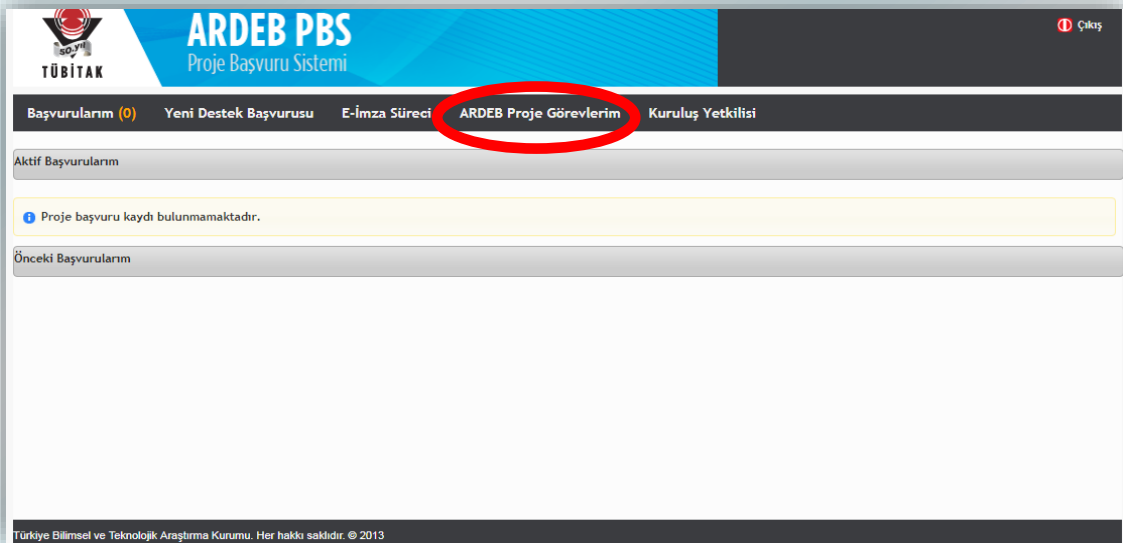 50.yıl
TÜBİTAK
ARDEB PBS
Proje Başvuru Sistemi
Çıkış
Başvurularım (0) Yeni Destek Başvurusu E-İmza Süreci ARDEB Proje Görevlerim Kuruluş Yetkilisi
Aktif Başvurularım
Proje başvuru kaydı bulunmamaktadır.
Önceki Başvurularım
Türkiye Bilimsel ve Teknolojik Araştırma Kurumu. Her hakkı saklıdır. © 2013